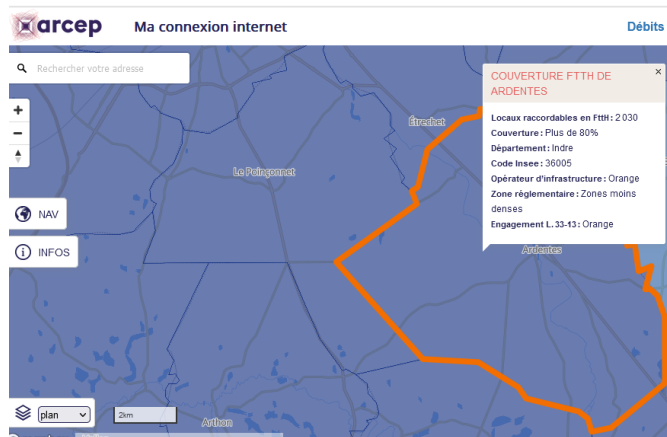 arcep Ma connexion internet Débits
Rechercher votre adresse
COUVERTURE FTTH DE
ARDENTES
×
Locaux raccordables en FttH : 2 030
Couverture : Plus de 80%
Département : Indre
Code Insee : 36005
Opérateur d'infrastructure : Orange
Zone réglementaire : Zones moins
denses
Engagement L.33-13 : Orange
+
−
Étrechet
Le Poinçonnet
NAV
INFOS
Ardentes
plan
2km
Arthon